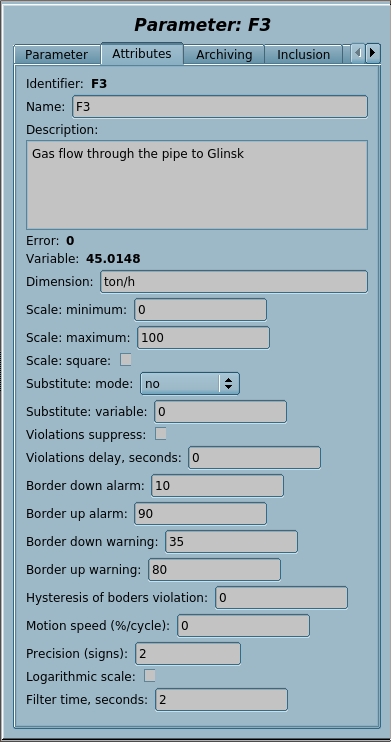 Parameter: F3
Parameter Attributes Archiving Inclusion
Identifier: F3
Name: F3
Description:
Gas flow through the pipe to Glinsk
Error: 0
Variable: 45.0148
Dimension: ton/h
Scale: minimum: 0
Scale: maximum: 100
Scale: square:
Substitute: mode: no
Substitute: variable: 0
Violations suppress:
Violations delay, seconds: 0
Border down alarm: 10
Border up alarm: 90
Border down warning: 35
Border up warning: 80
Hysteresis of boders violation: 0
Motion speed (%/cycle): 0
Precision (signs): 2
Logarithmic scale:
Filter time, seconds: 2